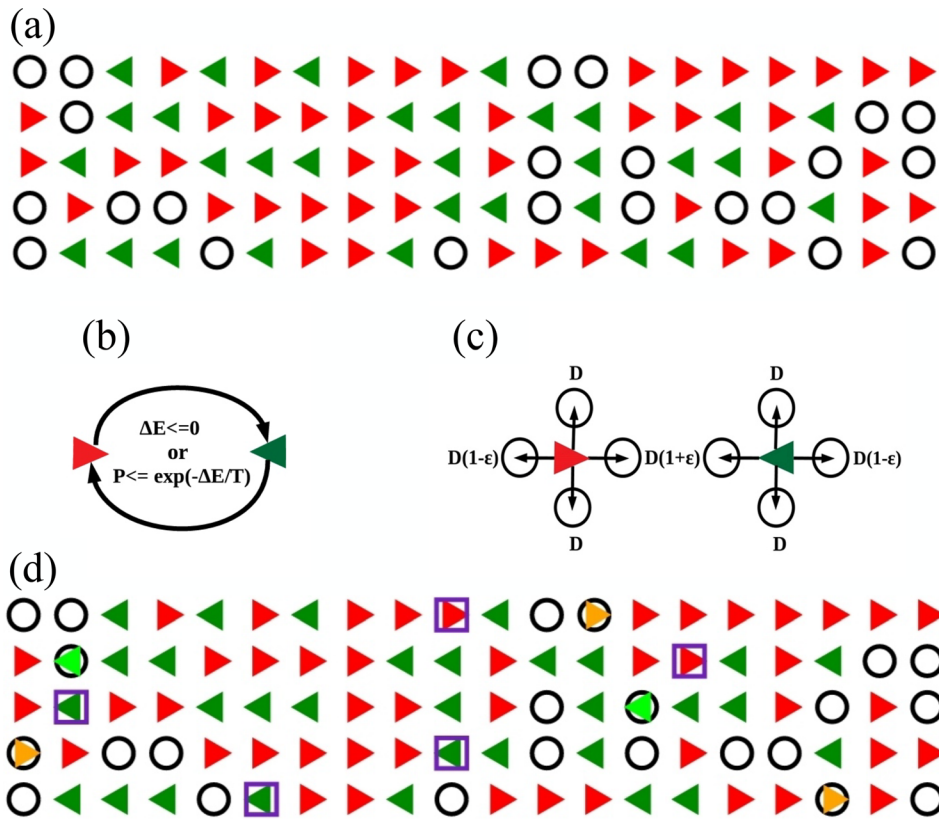 (a)
(b)
ΔE<=0
or
P<= exp(-ΔE/T)
(c)
D
D
D(1-ε)
D(1+ε)
D(1-ε)
D
D
(d)